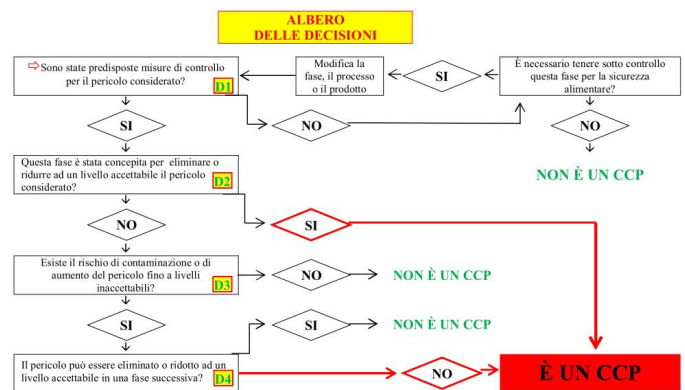 ALBERO
DELLE DECISIONI
⇨Sono state predisposte misure di controllo
per il pericolo considerato?
D1
Modifica la
fase, il processo
o il prodotto
SI
È necessario tenere sotto controllo
questa fase per la sicurezza
alimentare?
SI
NO
NO
NON È UN CCP
Questa fase è stata concepita per eliminare o
ridurre ad un livello accettabile il pericolo
considerato?
D2
NO
SI
Esiste il rischio di contaminazione o di
aumento del pericolo fino a livelli
inaccettabili?
D3
NO
NON È UN CCP
SI
SI
NON È UN CCP
Il pericolo può essere eliminato o ridotto ad un
livello accettabile in una fase successiva?
D4
NO
È UN CCP